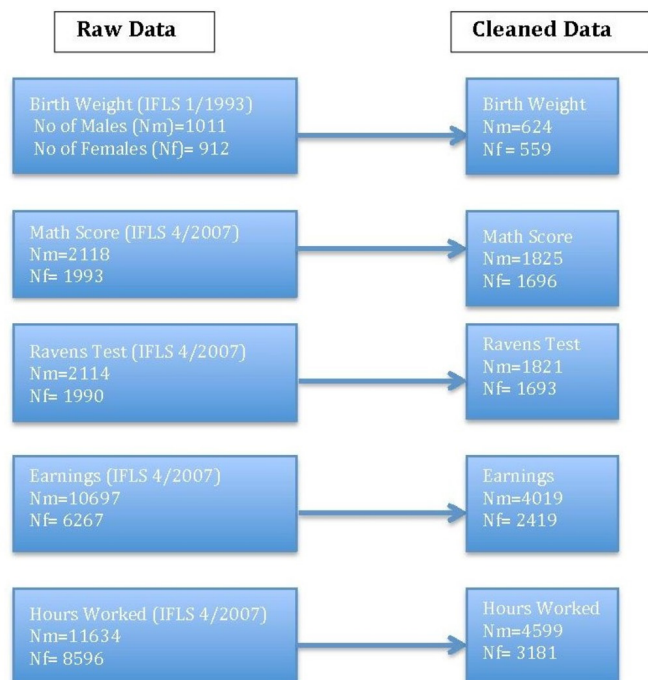 Raw Data
Cleaned Data
Birth Weight (IFLS 1/1993)
No of Males (Nm)=1011
No of Females (Nf)= 912
Birth Weight
Nm=624
Nf = 559
Math Score (IFLS 4/2007)
Nm=2118
Nf= 1993
Math Score
Nm=1825
Nf= 1696
Ravens Test (IFLS 4/2007)
Nm=2114
Nf= 1990
Ravens Test
Nm=1821
Nf= 1693
Earnings (IFLS 4/2007)
Nm=10697
Nf= 6267
Earnings
Nm=4019
Nf= 2419
Hours Worked (IFLS 4/2007)
Nm=11634
Nf= 8596
Hours Worked
Nm=4599
Nf= 3181